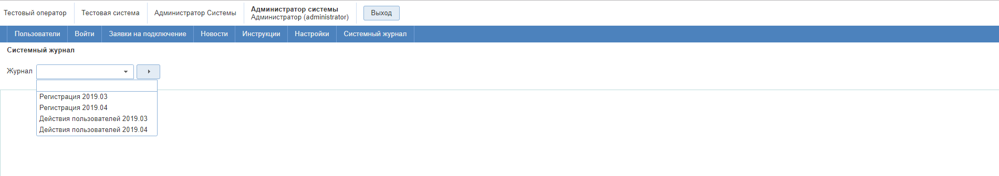 Тестовый оператор
Тестовая система
Администратор Системы
Администратор системы
Администратор (administrator)
Выход
Пользователи
Войти
Заявки на подключение
Новости
Инструкции
Настройки
Системный журнал
Системный журнал
Журнал
Регистрация 2019.03
Регистрация 2019.04
Действия пользователей 2019.03
Действия пользователей 2019.04